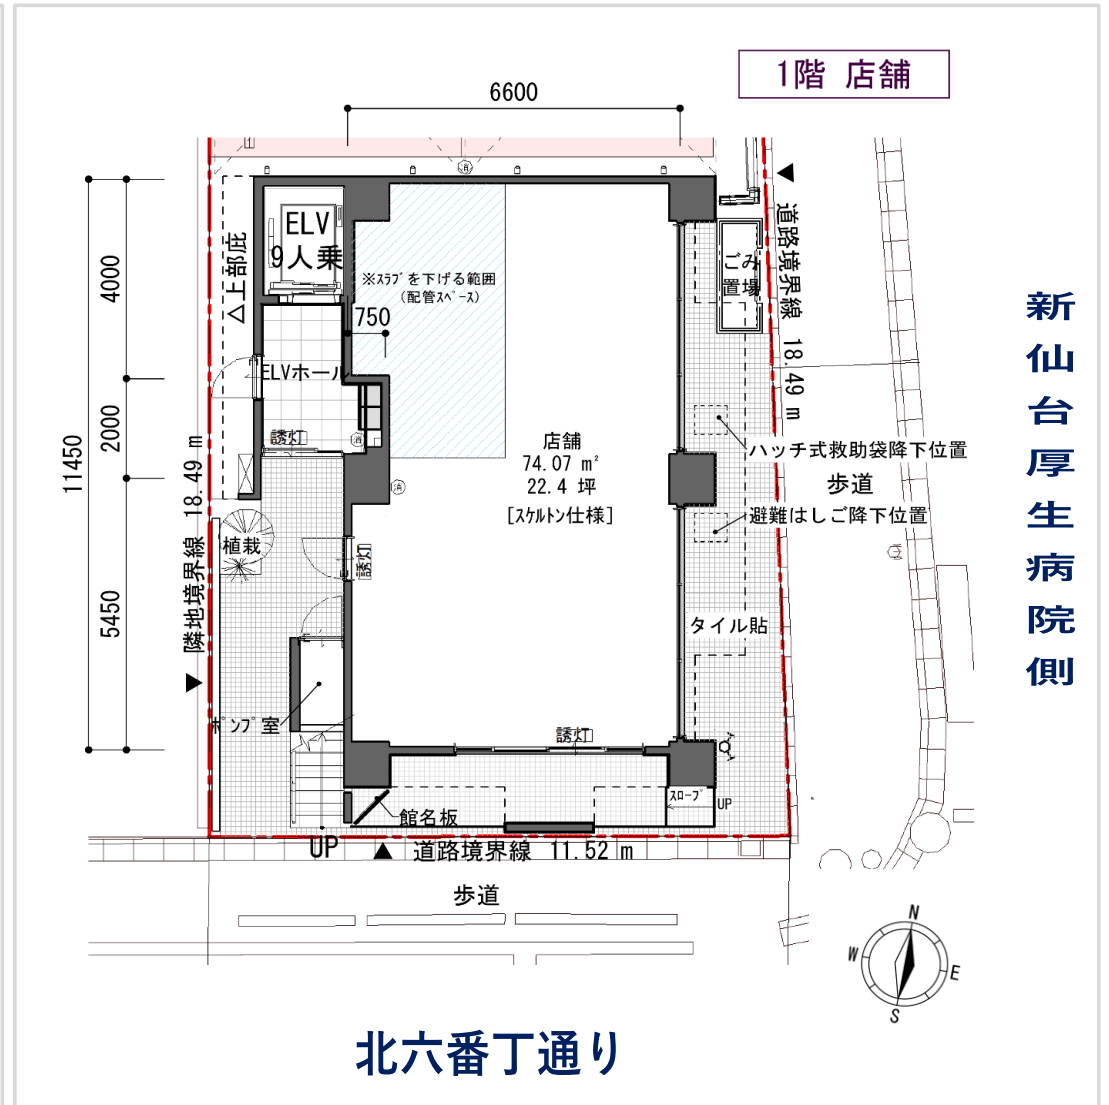 1階 店舗
6600
消
ELV
9人乗
△上部庇
※スラブを下げる範囲
(配管スペース)
750
ごみ
置場
道路境界線 18.49 m
4000
2000
5450
11450
ELVホール
誘灯
消
消
店舗
74.07 ㎡
22.4 坪
[スケルトン仕様]
ハッチ式救助袋降下位置
歩道
避難はしご降下位置
隣地境界線 18.49 m
植栽
誘灯
タイル貼
ポンプ室
誘灯
館名板
スロープ
UP
UP
道路境界線 11.52 m
歩道
新仙台厚生病院側
N
W
E
S
北六番丁通り